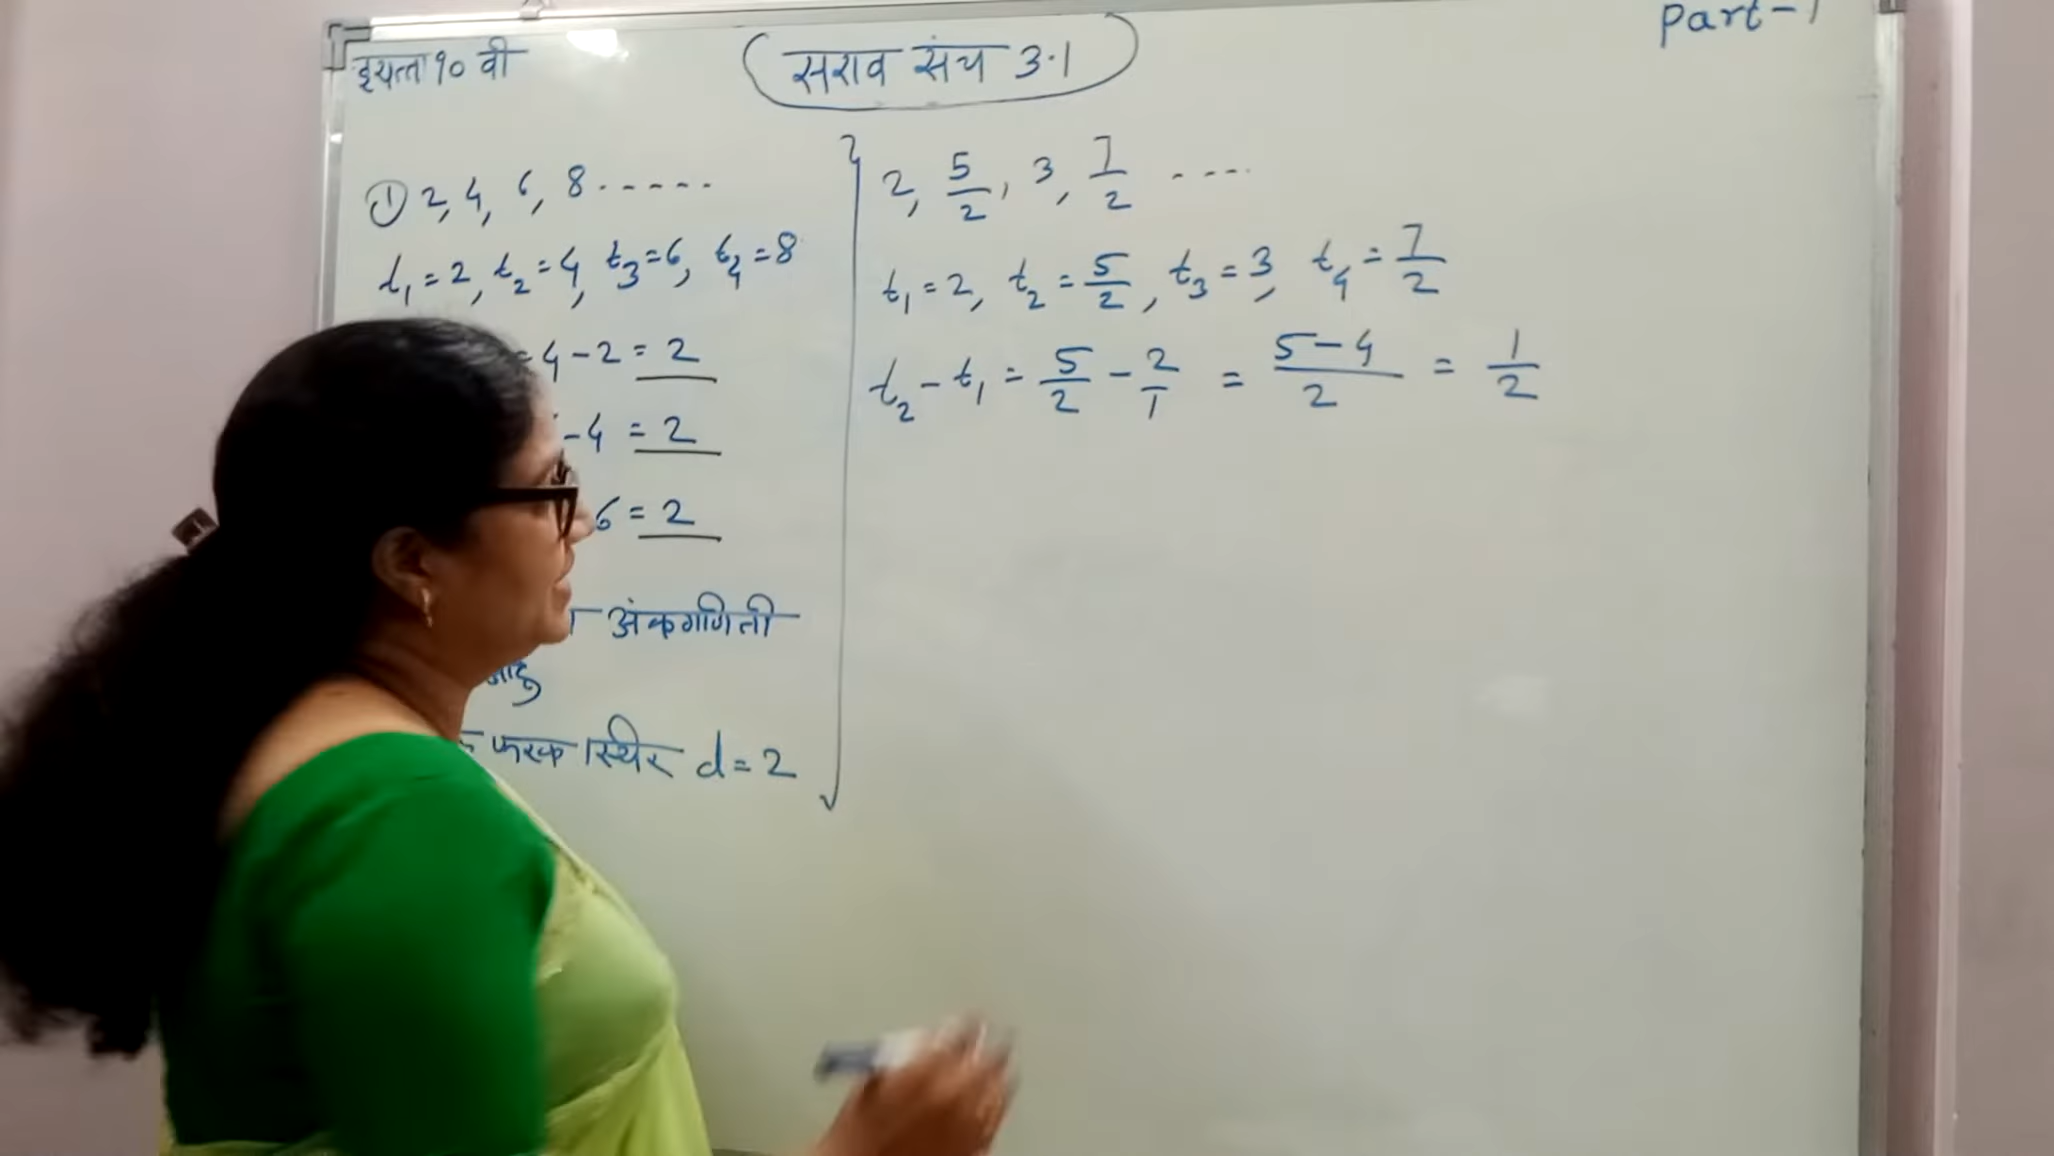 इयत्ता १० वी
सराव संच 3.1
Part-1
① 2, 4, 6, 8 ......
t₁ = 2, t₂ = 4, t₃ = 6, t₄ = 8
= 4 - 2 = 2
- 4 = 2
6 = 2
अंकगणिती
फरक स्थिर d = 2
2, 5/2, 3, 7/2 ....
t₁ = 2, t₂ = 5/2, t₃ = 3, t₄ = 7/2
t₂ - t₁ = 5/2 - 2/1 = (5-4)/2 = 1/2